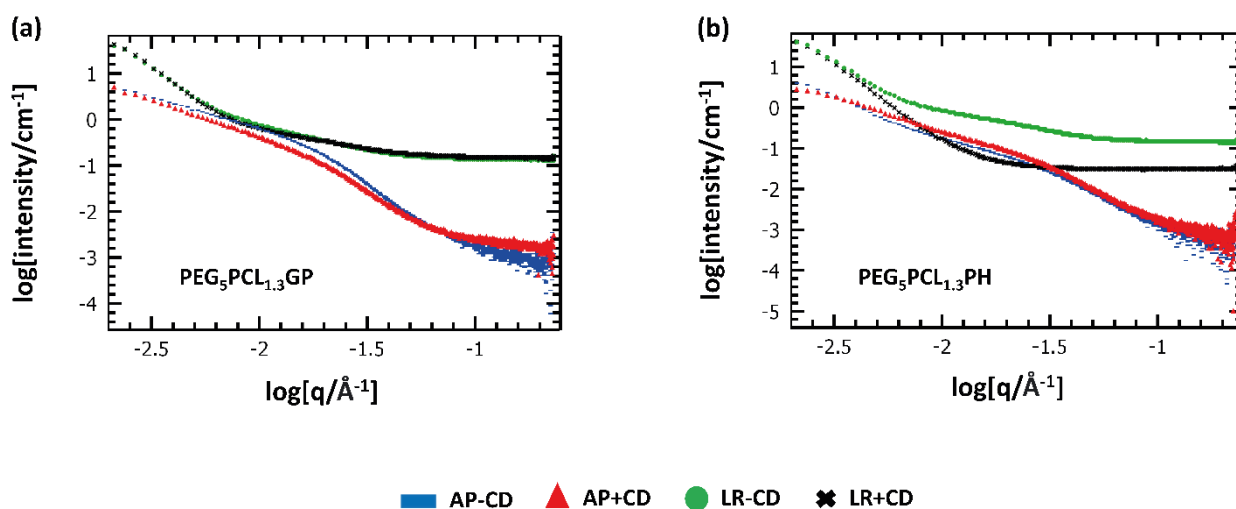 (a)
log[intensity/cm⁻¹]
1
0
-1
-2
-3
-4
PEG₅PCL₁.₃GP
-2.5 -2 -1.5 -1
log[q/Å⁻¹]
(b)
log[intensity/cm⁻¹]
1
0
-1
-2
-3
-4
-5
PEG₅PCL₁.₃PH
-2.5 -2 -1.5 -1
log[q/Å⁻¹]
AP-CD AP+CD LR-CD LR+CD